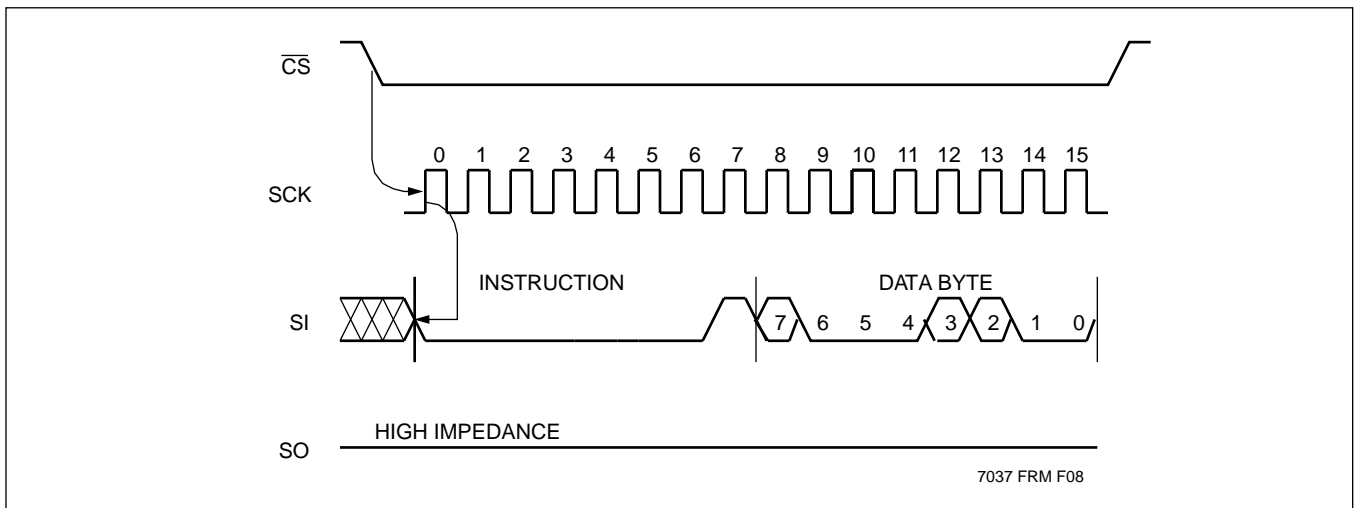 CS
0 1 2 3 4 5 6 7 8 9 10 11 12 13 14 15
SCK
INSTRUCTION DATA BYTE
SI 7 6 5 4 3 2 1 0
HIGH IMPEDANCE
SO
7037 FRM F08